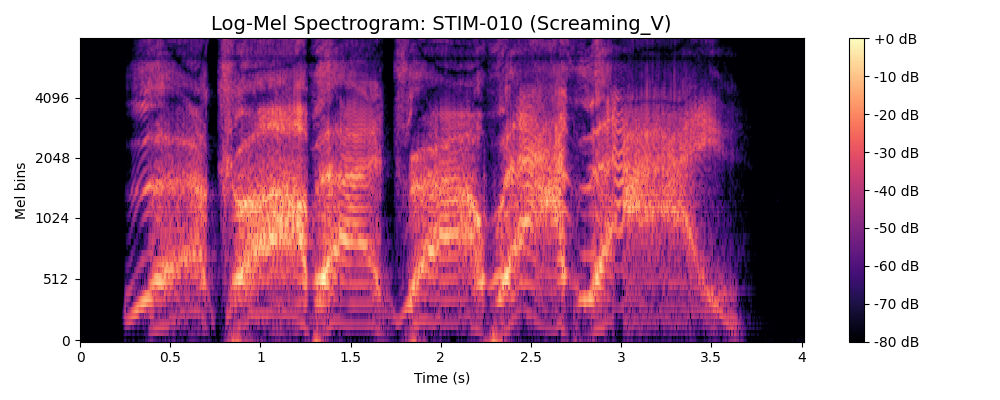 Log-Mel Spectrogram: STIM-010 (Screaming_V)
Mel bins
4096
2048
1024
512
0
0
0.5
1
1.5
2
2.5
3
3.5
4
Time (s)
+0 dB
-10 dB
-20 dB
-30 dB
-40 dB
-50 dB
-60 dB
-70 dB
-80 dB